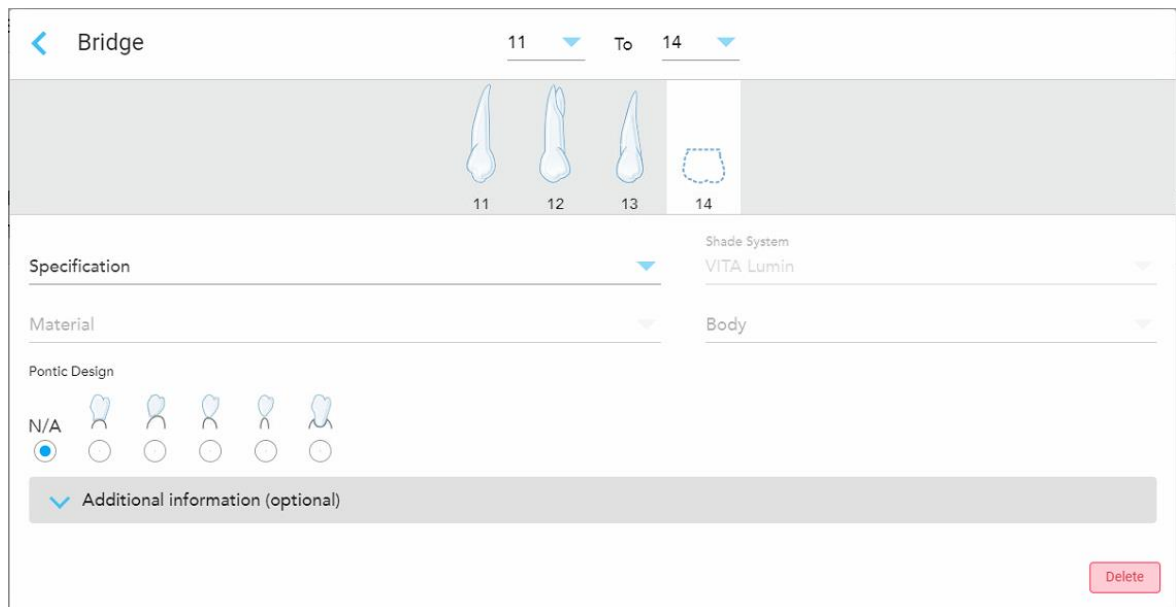 Bridge 11 To 14
11 12 13 14
Specification
Shade System
VITA Lumin
Material
Body
Pontic Design
N/A
Additional information (optional)
Delete